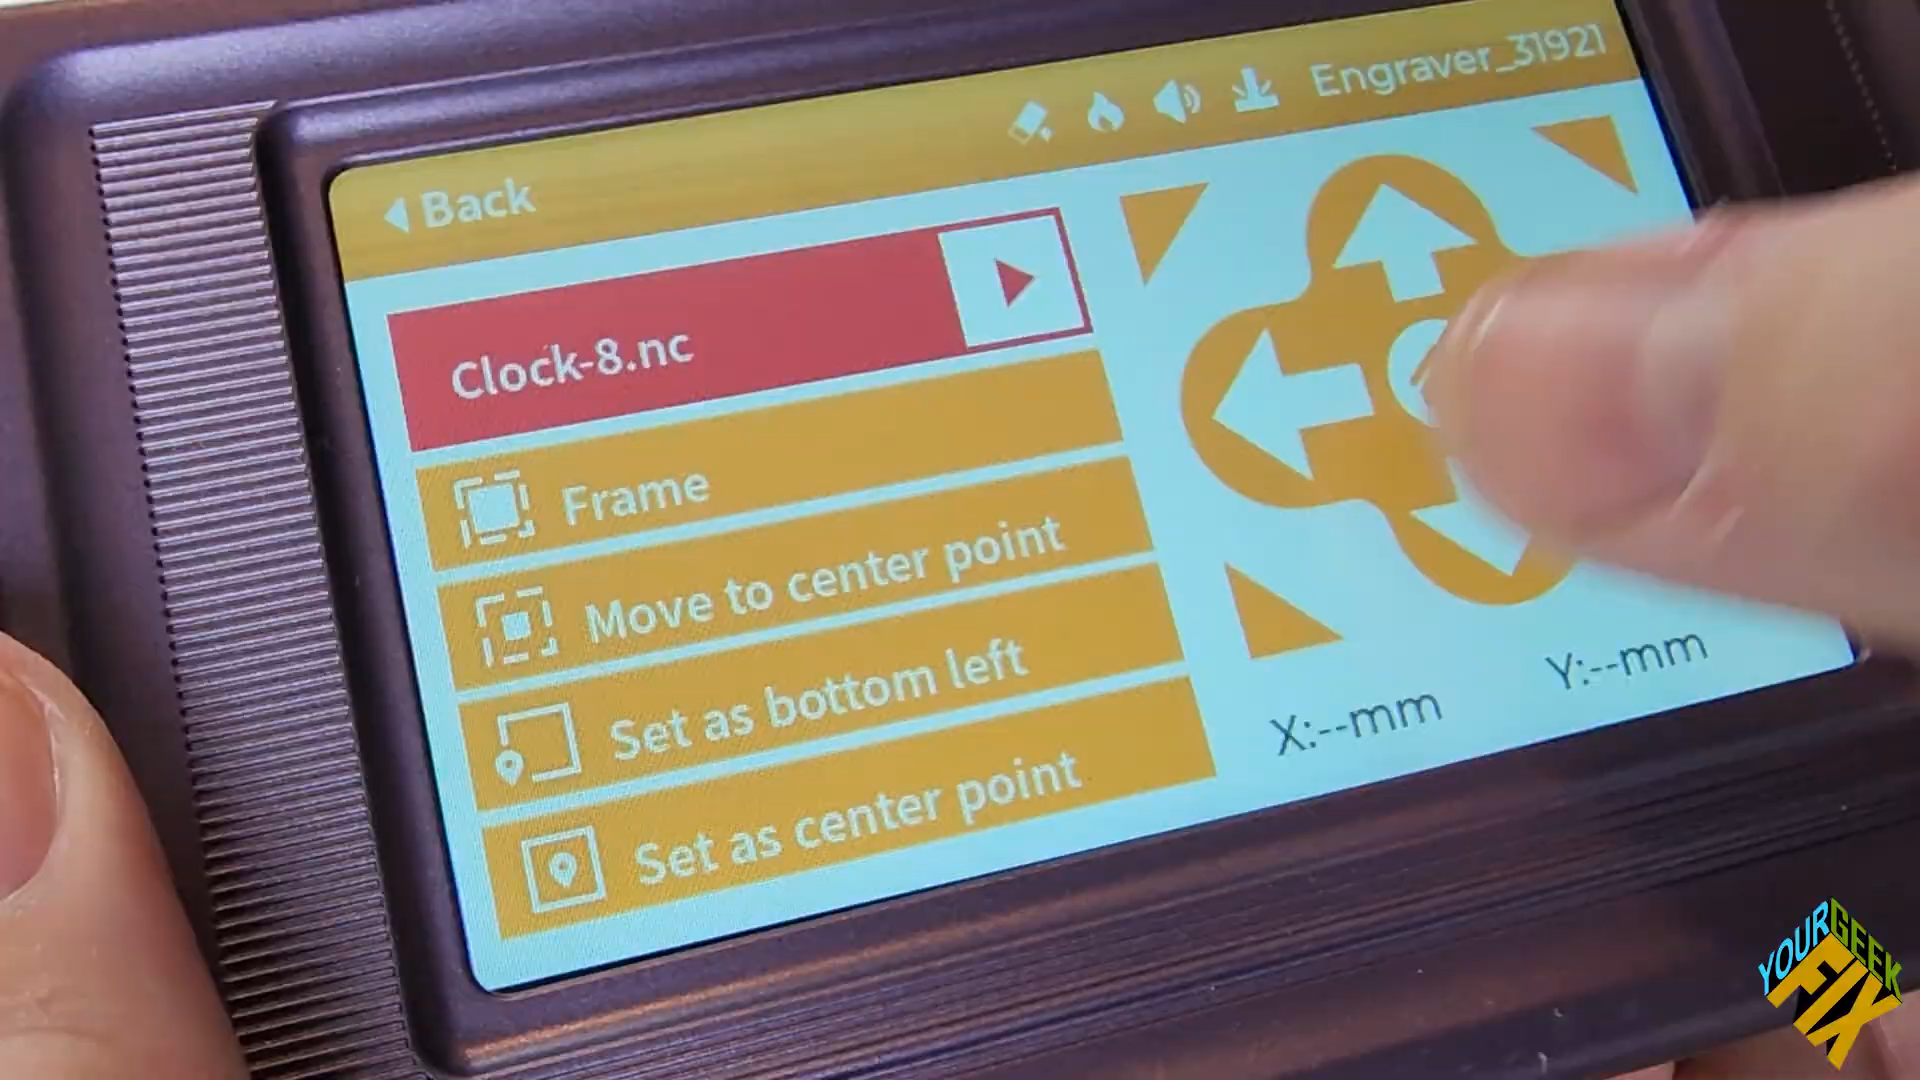 Back
Engraver_31921
Clock-8.nc
Frame
Move to center point
Set as bottom left
Set as center point
X:--mm
Y:--mm
YOURGEEK
FIX